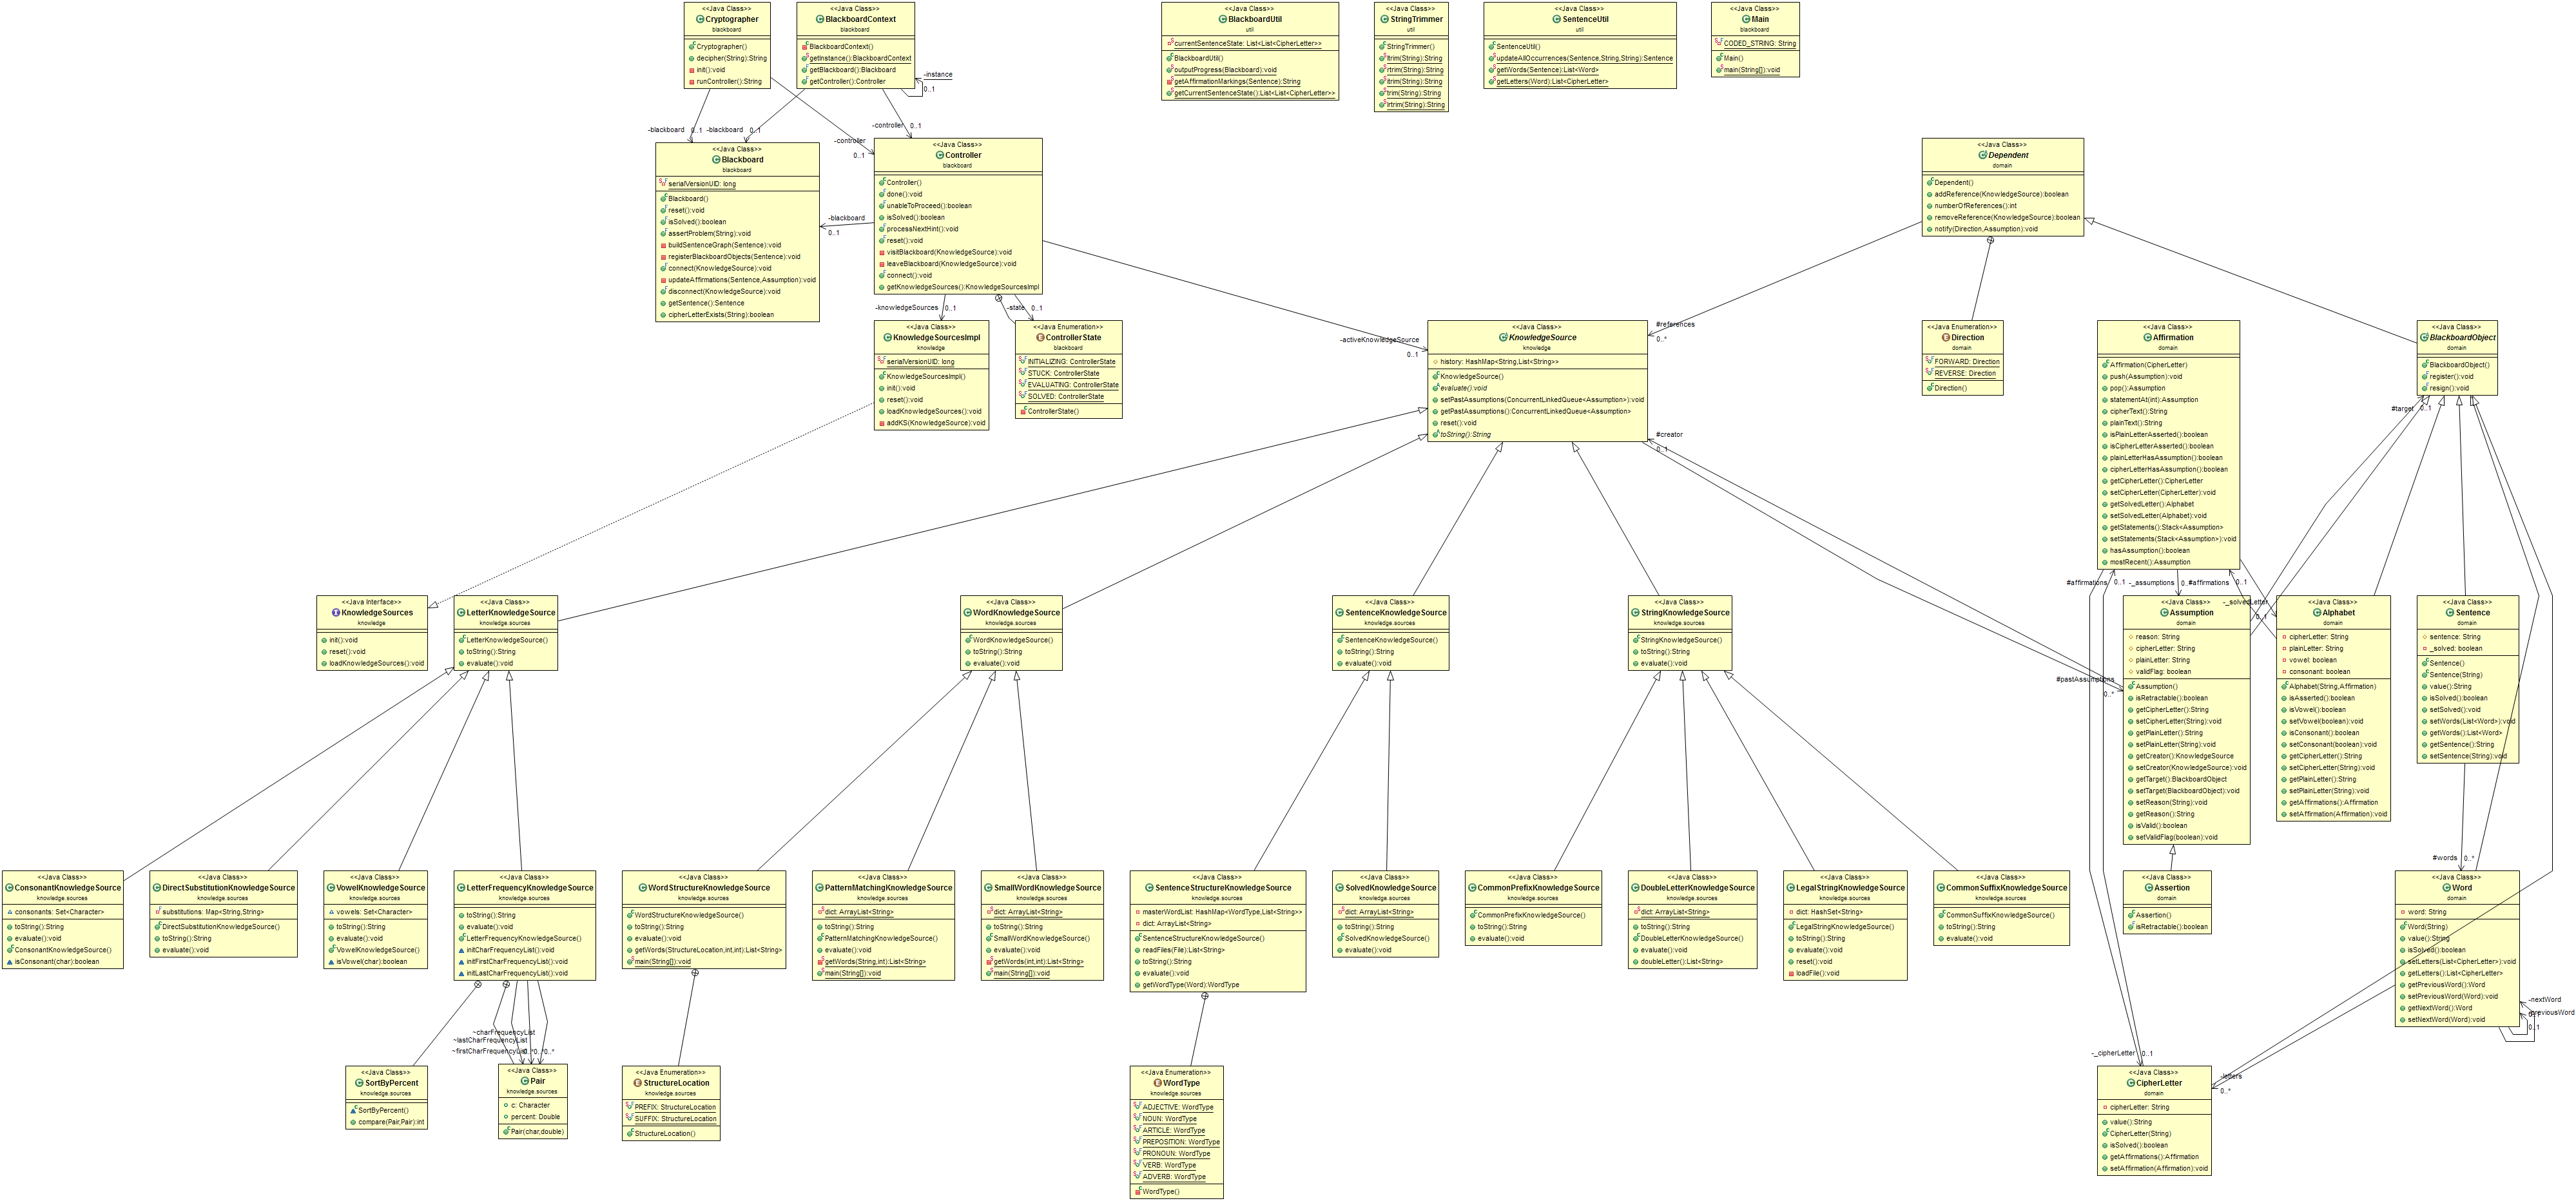 <<Java Class>>
Cryptographer
blackboard
Cryptographer()
decipher(String):String
init():void
runController():String
<<Java Class>>
BlackboardContext
blackboard
BlackboardContext()
getInstance():BlackboardContext
getBlackboard():Blackboard
getController():Controller
-instance
0..1
<<Java Class>>
BlackboardUtil
util
currentSentenceState: List<List<CipherLetter>>
BlackboardUtil()
outputProgress(Blackboard):void
getAffirmationMarkings(Sentence):String
getCurrentSentenceState():List<List<CipherLetter>>
<<Java Class>>
StringTrimmer
util
StringTrimmer()
ltrim(String):String
rtrim(String):String
itrim(String):String
trim(String):String
lrtrim(String):String
<<Java Class>>
SentenceUtil
util
SentenceUtil()
updateAllOccurrences(Sentence,String,String):Sentence
getWords(Sentence):List<Word>
getLetters(Word):List<CipherLetter>
<<Java Class>>
Main
blackboard
CODED_STRING: String
Main()
main(String[]):void
-blackboard
0..1
-blackboard
0..1
-controller
0..1
-controller
0..1
<<Java Class>>
Blackboard
blackboard
serialVersionUID: long
Blackboard()
reset():void
isSolved():boolean
assertProblem(String):void
buildSentenceGraph(Sentence):void
registerBlackboardObjects(Sentence):void
connect(KnowledgeSource):void
updateAffirmations(Sentence,Assumption):void
disconnect(KnowledgeSource):void
getSentence():Sentence
cipherLetterExists(String):boolean
-blackboard
0..1
<<Java Class>>
Controller
blackboard
Controller()
done():void
unableToProceed():boolean
isSolved():boolean
processNextHint():void
reset():void
visitBlackboard(KnowledgeSource):void
leaveBlackboard(KnowledgeSource):void
connect():void
getKnowledgeSources():KnowledgeSourcesImpl
<<Java Class>>
Dependent
domain
Dependent()
addReference(KnowledgeSource):boolean
numberOfReferences():int
removeReference(KnowledgeSource):boolean
notify(Direction,Assumption):void
-knowledgeSources
0..1
-state
0..1
-activeKnowledgeSource
0..1
#references
0..*
<<Java Class>>
KnowledgeSourcesImpl
knowledge
serialVersionUID: long
KnowledgeSourcesImpl()
init():void
reset():void
loadKnowledgeSources():void
addKS(KnowledgeSource):void
<<Java Enumeration>>
ControllerState
blackboard
INITIALIZING: ControllerState
STUCK: ControllerState
EVALUATING: ControllerState
SOLVED: ControllerState
ControllerState()
<<Java Class>>
KnowledgeSource
knowledge
history: HashMap<String,List<String>>
KnowledgeSource()
evaluate():void
setPastAssumptions(ConcurrentLinkedQueue<Assumption>):void
getPastAssumptions():ConcurrentLinkedQueue<Assumption>
reset():void
toString():String
#creator
0..1
<<Java Enumeration>>
Direction
domain
FORWARD: Direction
REVERSE: Direction
Direction()
<<Java Class>>
Affirmation
domain
Affirmation(CipherLetter)
push(Assumption):void
pop():Assumption
statementAt(int):Assumption
cipherText():String
plainText():String
isPlainLetterAsserted():boolean
isCipherLetterAsserted():boolean
plainLetterHasAssumption():boolean
cipherLetterHasAssumption():boolean
getCipherLetter():CipherLetter
setCipherLetter(CipherLetter):void
getSolvedLetter():Alphabet
setSolvedLetter(Alphabet):void
getStatements():Stack<Assumption>
setStatements(Stack<Assumption>):void
hasAssumption():boolean
mostRecent():Assumption
<<Java Class>>
BlackboardObject
domain
BlackboardObject()
register():void
resign():void
#target
0..1
#affirmations
0..1
-_assumptions
0..*
#affirmations
0..1
-_solvedLetter
0..1
<<Java Interface>>
KnowledgeSources
knowledge
init():void
reset():void
loadKnowledgeSources():void
<<Java Class>>
LetterKnowledgeSource
knowledge.sources
LetterKnowledgeSource()
toString():String
evaluate():void
<<Java Class>>
WordKnowledgeSource
knowledge.sources
WordKnowledgeSource()
toString():String
evaluate():void
<<Java Class>>
SentenceKnowledgeSource
knowledge.sources
SentenceKnowledgeSource()
toString():String
evaluate():void
<<Java Class>>
StringKnowledgeSource
knowledge.sources
StringKnowledgeSource()
toString():String
evaluate():void
#pastAssumptions
0..*
<<Java Class>>
Assumption
domain
reason: String
cipherLetter: String
plainLetter: String
validFlag: boolean
Assumption()
isRetractable():boolean
getCipherLetter():String
setCipherLetter(String):void
getPlainLetter():String
setPlainLetter(String):void
getCreator():KnowledgeSource
setCreator(KnowledgeSource):void
getTarget():BlackboardObject
setTarget(BlackboardObject):void
setReason(String):void
getReason():String
isValid():boolean
setValidFlag(boolean):void
<<Java Class>>
Alphabet
domain
cipherLetter: String
plainLetter: String
vowel: boolean
consonant: boolean
Alphabet(String,Affirmation)
isAsserted():boolean
isVowel():boolean
setVowel(boolean):void
isConsonant():boolean
setConsonant(boolean):void
getCipherLetter():String
setCipherLetter(String):void
getPlainLetter():String
setPlainLetter(String):void
getAffirmations():Affirmation
setAffirmation(Affirmation):void
<<Java Class>>
Sentence
domain
sentence: String
_solved: boolean
Sentence()
Sentence(String)
value():String
isSolved():boolean
setSolved():void
setWords(List<Word>):void
getWords():List<Word>
getSentence():String
setSentence(String):void
#words
0..*
<<Java Class>>
ConsonantKnowledgeSource
knowledge.sources
consonants: Set<Character>
toString():String
evaluate():void
ConsonantKnowledgeSource()
isConsonant(char):boolean
<<Java Class>>
DirectSubstitutionKnowledgeSource
knowledge.sources
substitutions: Map<String,String>
DirectSubstitutionKnowledgeSource()
toString():String
evaluate():void
<<Java Class>>
VowelKnowledgeSource
knowledge.sources
vowels: Set<Character>
toString():String
evaluate():void
VowelKnowledgeSource()
isVowel(char):boolean
<<Java Class>>
LetterFrequencyKnowledgeSource
knowledge.sources
toString():String
evaluate():void
LetterFrequencyKnowledgeSource()
initCharFrequencyList():void
initFirstCharFrequencyList():void
initLastCharFrequencyList():void
<<Java Class>>
WordStructureKnowledgeSource
knowledge.sources
WordStructureKnowledgeSource()
toString():String
evaluate():void
getWords(StructureLocation,int,int):List<String>
main(String[]):void
<<Java Class>>
PatternMatchingKnowledgeSource
knowledge.sources
dict: ArrayList<String>
toString():String
PatternMatchingKnowledgeSource()
evaluate():void
getWords(String,int):List<String>
main(String[]):void
<<Java Class>>
SmallWordKnowledgeSource
knowledge.sources
dict: ArrayList<String>
toString():String
SmallWordKnowledgeSource()
evaluate():void
getWords(int,int):List<String>
main(String[]):void
<<Java Class>>
SentenceStructureKnowledgeSource
knowledge.sources
masterWordList: HashMap<WordType,List<String>>
dict: ArrayList<String>
SentenceStructureKnowledgeSource()
readFiles(File):List<String>
toString():String
evaluate():void
getWordType(Word):WordType
<<Java Class>>
SolvedKnowledgeSource
knowledge.sources
dict: ArrayList<String>
toString():String
SolvedKnowledgeSource()
evaluate():void
<<Java Class>>
CommonPrefixKnowledgeSource
knowledge.sources
CommonPrefixKnowledgeSource()
toString():String
evaluate():void
<<Java Class>>
DoubleLetterKnowledgeSource
knowledge.sources
dict: ArrayList<String>
toString():String
DoubleLetterKnowledgeSource()
evaluate():void
doubleLetter():List<String>
<<Java Class>>
LegalStringKnowledgeSource
knowledge.sources
dict: HashSet<String>
LegalStringKnowledgeSource()
toString():String
evaluate():void
reset():void
loadFile():void
<<Java Class>>
CommonSuffixKnowledgeSource
knowledge.sources
CommonSuffixKnowledgeSource()
toString():String
evaluate():void
<<Java Class>>
Assertion
domain
Assertion()
isRetractable():boolean
<<Java Class>>
Word
domain
word: String
Word(String)
value():String
isSolved():boolean
setLetters(List<CipherLetter>):void
getLetters():List<CipherLetter>
getPreviousWord():Word
setPreviousWord(Word):void
getNextWord():Word
setNextWord(Word):void
-nextWord
-previousWord
0..1
~charFrequencyList
~lastCharFrequencyList
~firstCharFrequencyList
0..*
-_cipherLetter
0..1
-letters
0..*
<<Java Class>>
SortByPercent
knowledge.sources
SortByPercent()
compare(Pair,Pair):int
<<Java Class>>
Pair
knowledge.sources
c: Character
percent: Double
Pair(char,double)
<<Java Enumeration>>
StructureLocation
knowledge.sources
PREFIX: StructureLocation
SUFFIX: StructureLocation
StructureLocation()
<<Java Enumeration>>
WordType
knowledge.sources
ADJECTIVE: WordType
NOUN: WordType
ARTICLE: WordType
PREPOSITION: WordType
PRONOUN: WordType
VERB: WordType
ADVERB: WordType
WordType()
<<Java Class>>
CipherLetter
domain
cipherLetter: String
value():String
CipherLetter(String)
isSolved():boolean
getAffirmations():Affirmation
setAffirmation(Affirmation):void